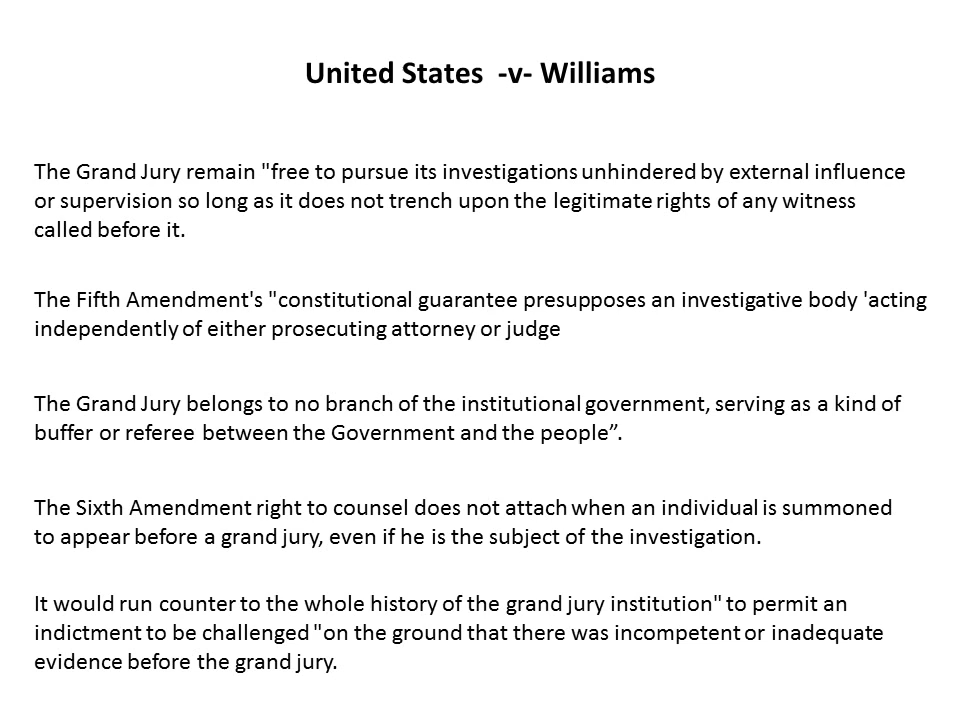 United States -v- Williams
The Grand Jury remain "free to pursue its investigations unhindered by external influence
or supervision so long as it does not trench upon the legitimate rights of any witness
called before it.
The Fifth Amendment's "constitutional guarantee presupposes an investigative body 'acting
independently of either prosecuting attorney or judge
The Grand Jury belongs to no branch of the institutional government, serving as a kind of
buffer or referee between the Government and the people”.
The Sixth Amendment right to counsel does not attach when an individual is summoned
to appear before a grand jury, even if he is the subject of the investigation.
It would run counter to the whole history of the grand jury institution" to permit an
indictment to be challenged "on the ground that there was incompetent or inadequate
evidence before the grand jury.